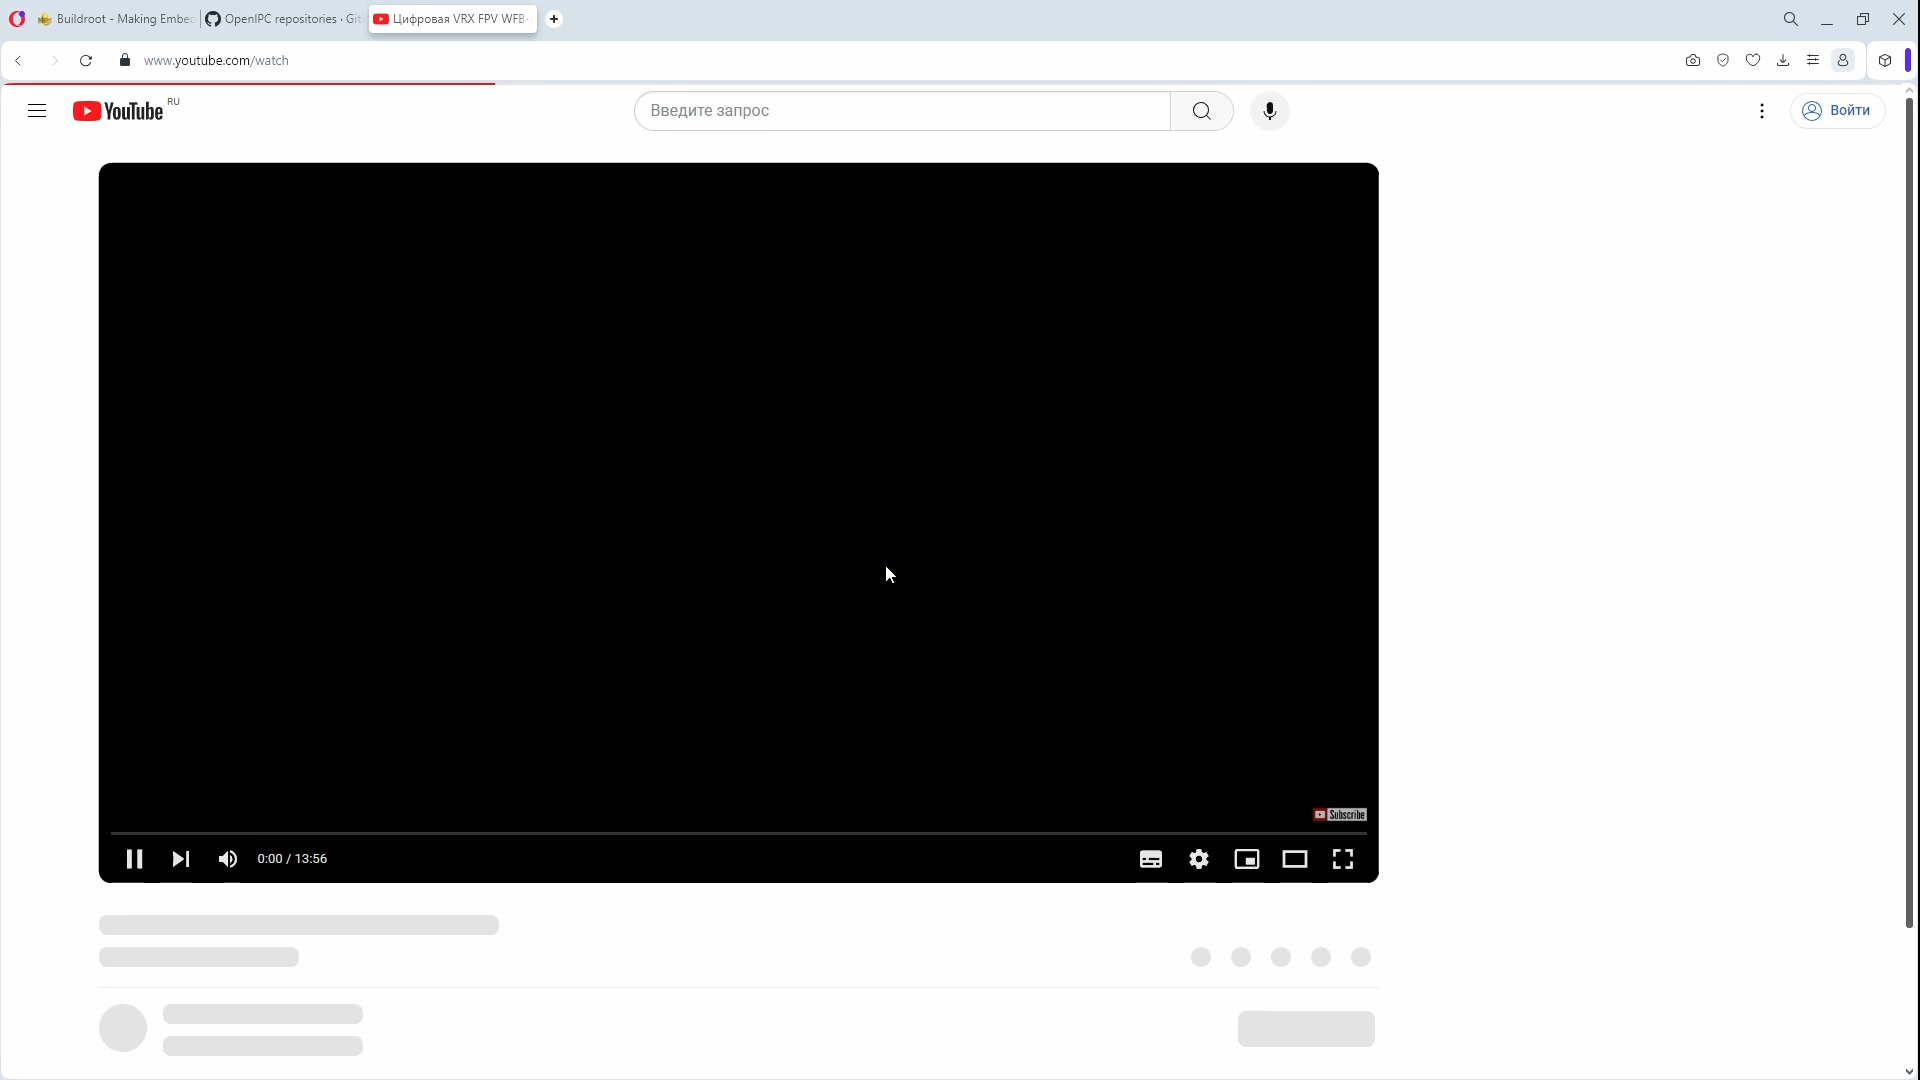 Buildroot - Making Embe
OpenIPC repositories · Git
Цифровая VRX FPV WFB-
www.youtube.com/watch
YouTube RU
Введите запрос
Войти
Subscribe
0:00 / 13:56